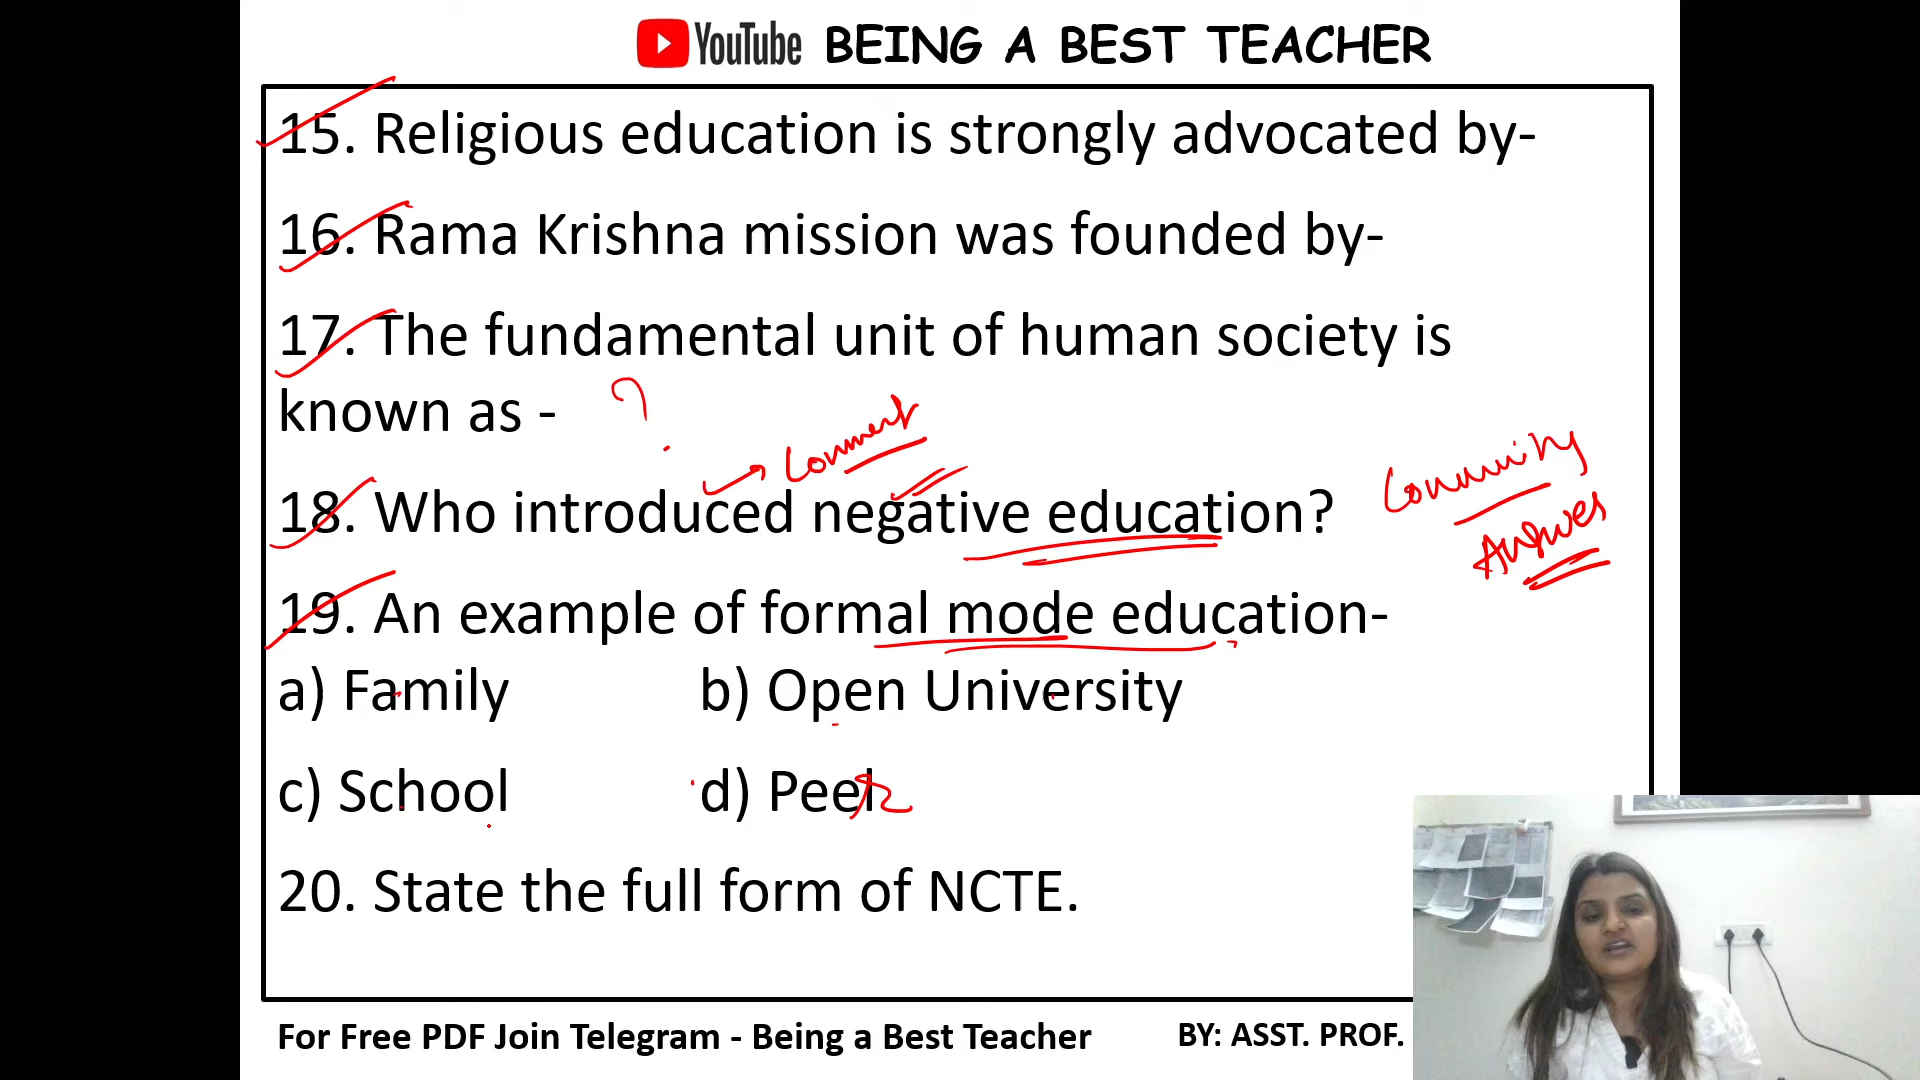 YouTube BEING A BEST TEACHER
15. Religious education is strongly advocated by-
16. Rama Krishna mission was founded by-
17. The fundamental unit of human society is
known as - ?
Comment
18. Who introduced negative education?
Community
Answer
19. An example of formal mode education-
a) Family b) Open University
c) School d) Peer
20. State the full form of NCTE.
For Free PDF Join Telegram - Being a Best Teacher BY: ASST. PROF.